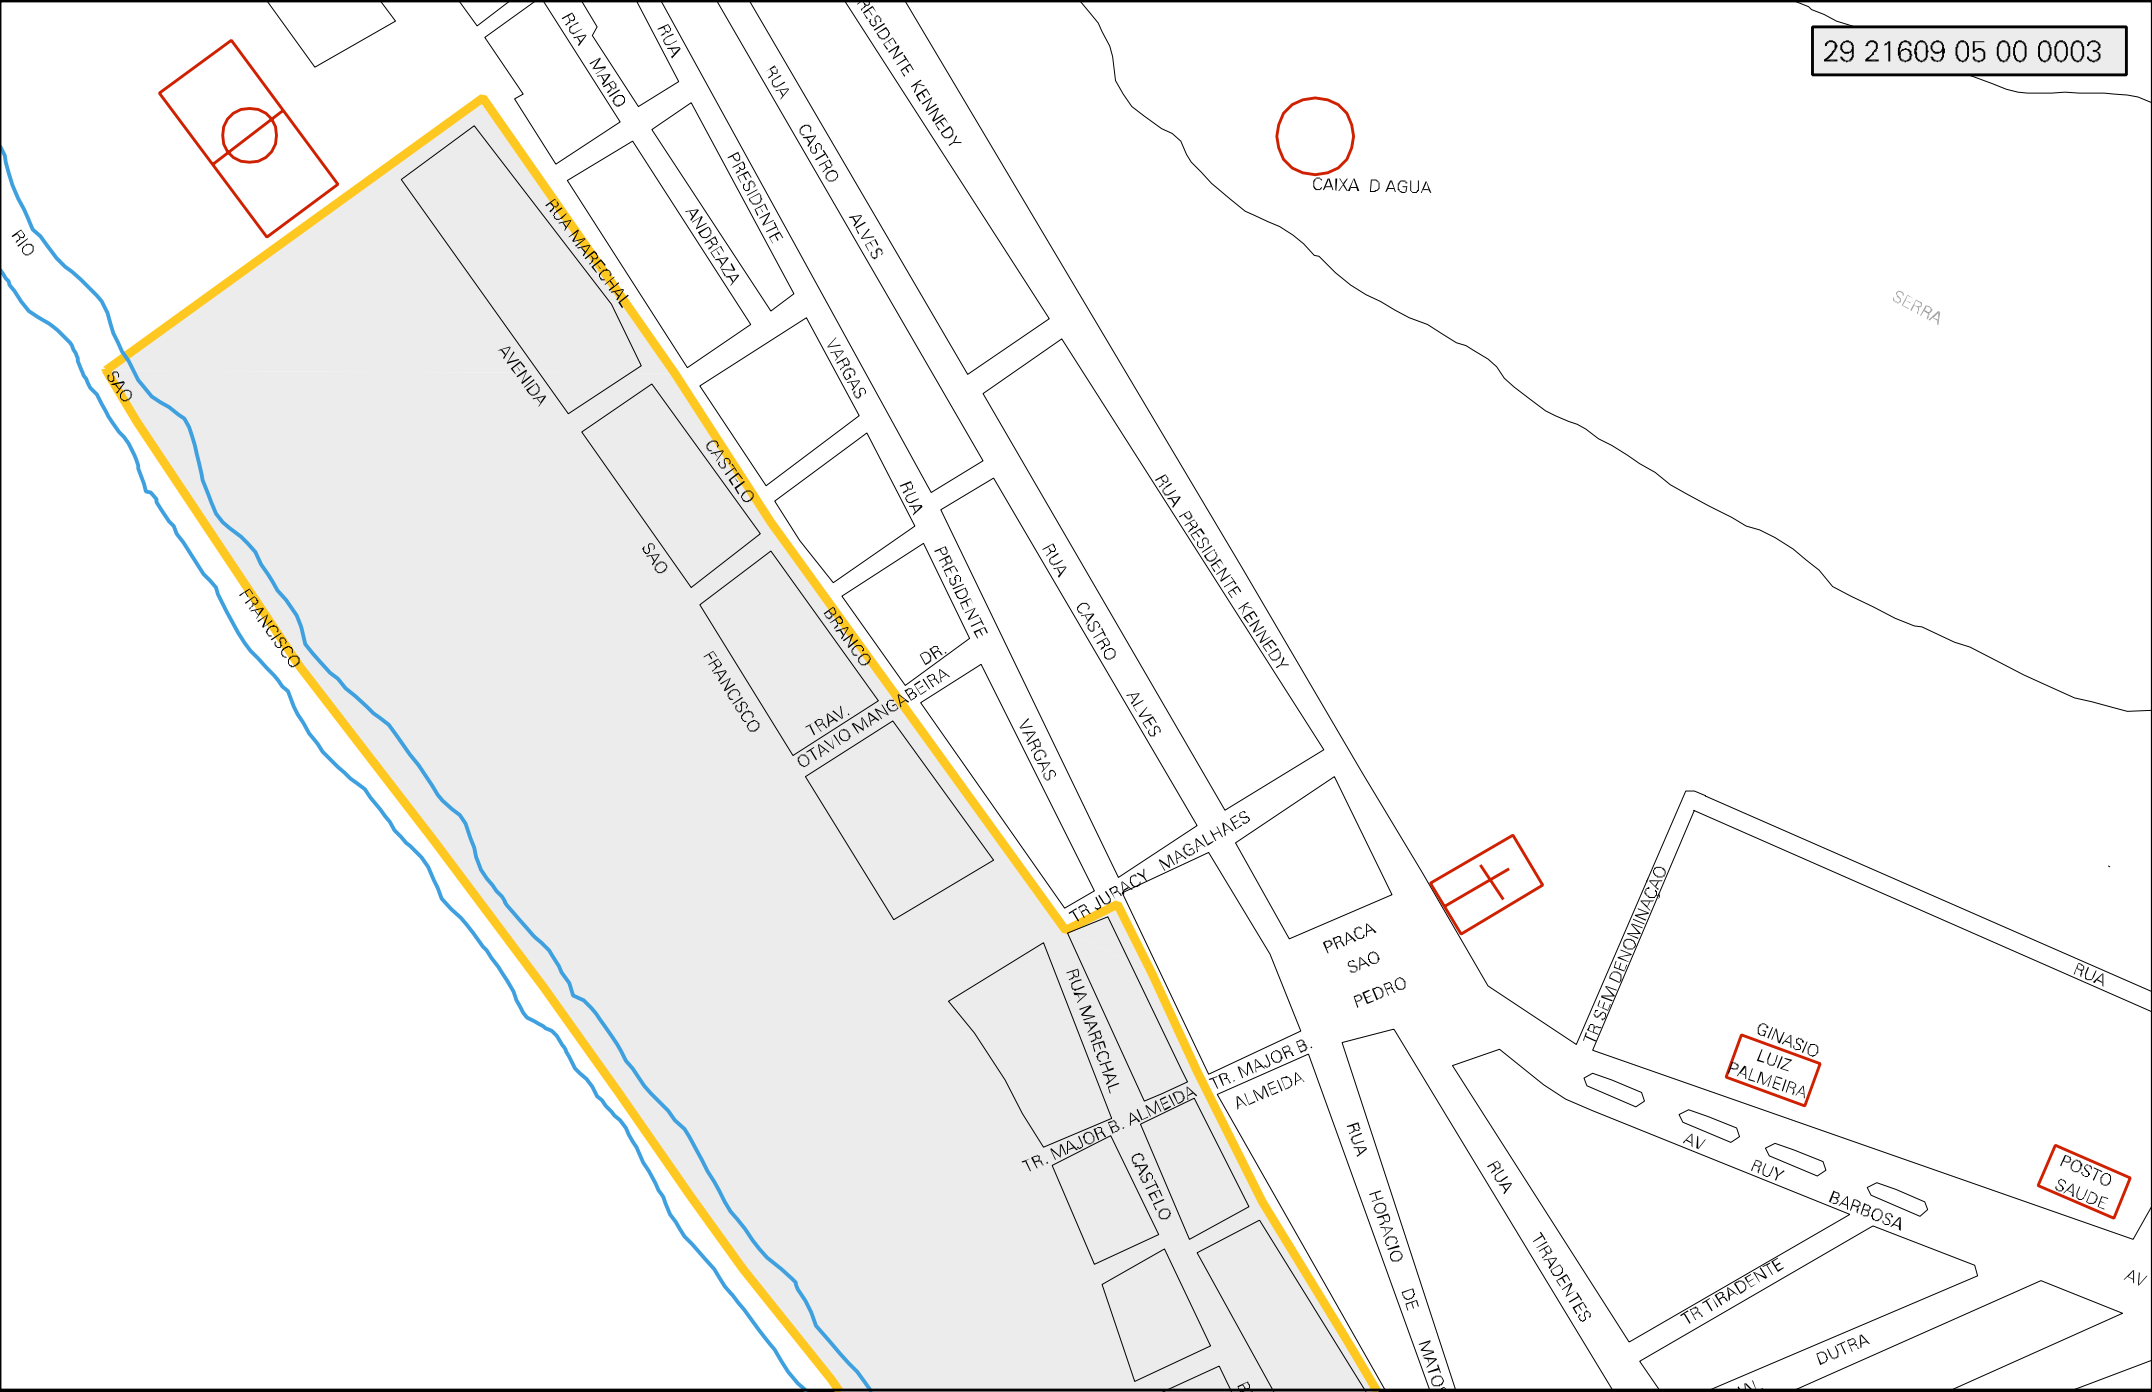 29 21609 05 00 0003
RUA
MARIO
ANDREAZA
RUA
PRESIDENTE
VARGAS
RUA
PRESIDENTE
VARGAS
RUA
CASTRO
ALVES
RESIDENTE KENNEDY
CAIXA D AGUA
SERRA
RIO
SAO
FRANCISCO
RUA MARECHAL
CASTELO
BRANCO
AVENIDA
SAO
FRANCISCO
RUA
CASTRO
ALVES
RUA PRESIDENTE KENNEDY
DR.
TRAV.
OTAVIO MANGABEIRA
TR JURACY MAGALHAES
PRACA
SAO
PEDRO
RUA MARECHAL
CASTELO
TR. MAJOR B. ALMEIDA
TR. MAJOR B.
ALMEIDA
RUA
HORACIO
DE
RUA
TIRADENTES
TR SEM DENOMINAÇAO
RUA
GINASIO
LUIZ
PALMEIRA
POSTO
SAUDE
AV
RUY
BARBOSA
AV
TR TIRADENTE
DUTRA